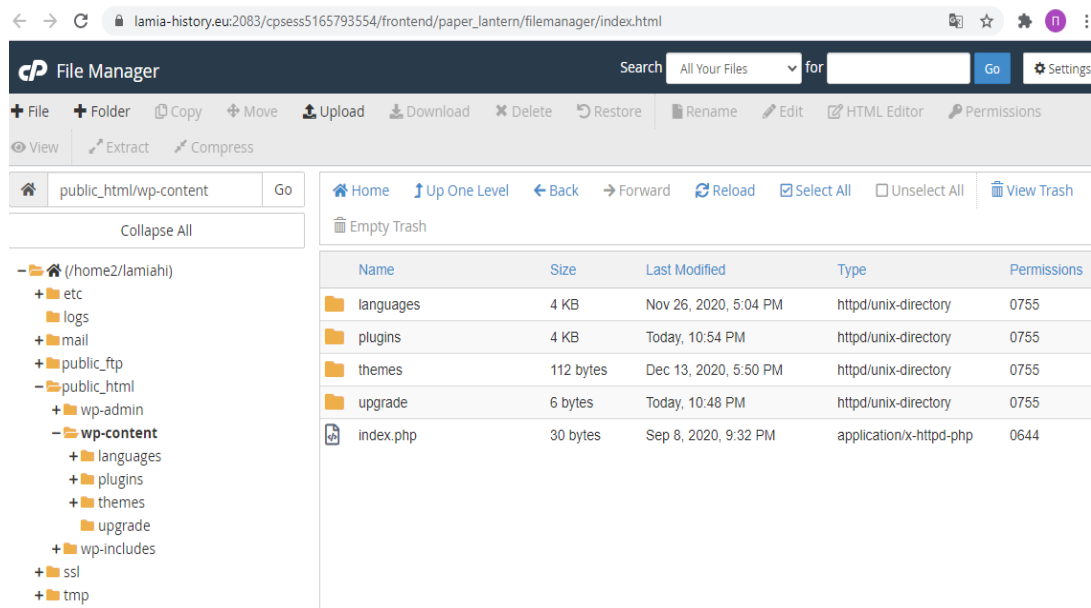 lamia-history.eu:2083/cpsess5165793554/frontend/paper_lantern/filemanager/index.html
П
cP File Manager
Search All Your Files for Go Settings
File Folder Copy Move Upload Download Delete Restore Rename Edit HTML Editor Permissions
View Extract Compress
public_html/wp-content Go
Collapse All
(/home2/lamiahi)
etc
logs
mail
public_ftp
public_html
wp-admin
wp-content
languages
plugins
themes
upgrade
wp-includes
ssl
tmp
Home Up One Level Back Forward Reload Select All Unselect All View Trash
Empty Trash
Name Size Last Modified Type Permissions
languages 4 KB Nov 26, 2020, 5:04 PM httpd/unix-directory 0755
plugins 4 KB Today, 10:54 PM httpd/unix-directory 0755
themes 112 bytes Dec 13, 2020, 5:50 PM httpd/unix-directory 0755
upgrade 6 bytes Today, 10:48 PM httpd/unix-directory 0755
index.php 30 bytes Sep 8, 2020, 9:32 PM application/x-httpd-php 0644